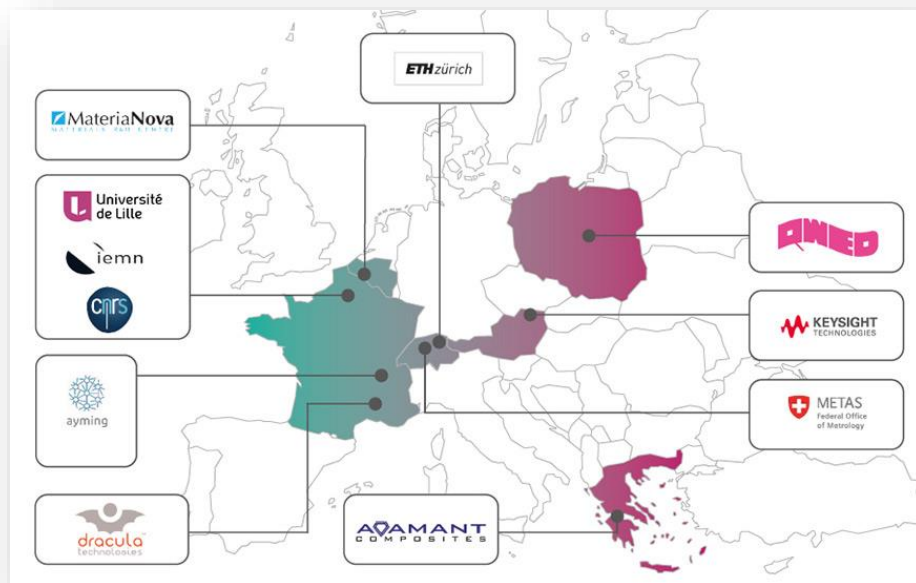 ETHzürich
MateriaNova
MATERIALS R&D CENTRE
Université
de Lille
iemn
cnrs
QWED
KEYSIGHT
TECHNOLOGIES
ayming
METAS
Federal Office
of Metrology
dracula
technologies
ADAMANT
COMPOSITES